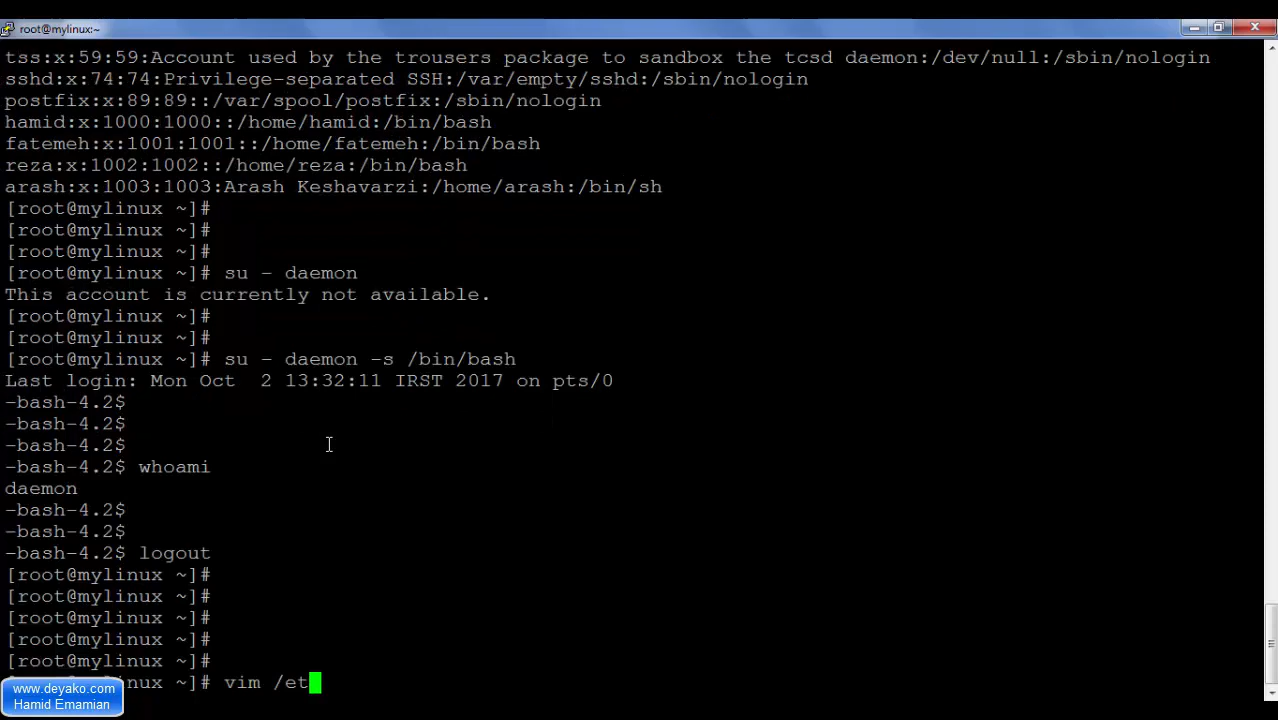 root@mylinux:~
tss:x:59:59:Account used by the trousers package to sandbox the tcsd daemon:/dev/null:/sbin/nologin
sshd:x:74:74:Privilege-separated SSH:/var/empty/sshd:/sbin/nologin
postfix:x:89:89::/var/spool/postfix:/sbin/nologin
hamid:x:1000:1000::/home/hamid:/bin/bash
fatemeh:x:1001:1001::/home/fatemeh:/bin/bash
reza:x:1002:1002::/home/reza:/bin/bash
arash:x:1003:1003:Arash Keshavarzi:/home/arash:/bin/sh
[root@mylinux ~]#
[root@mylinux ~]#
[root@mylinux ~]#
[root@mylinux ~]# su - daemon
This account is currently not available.
[root@mylinux ~]#
[root@mylinux ~]#
[root@mylinux ~]# su - daemon -s /bin/bash
Last login: Mon Oct  2 13:32:11 IRST 2017 on pts/0
-bash-4.2$
-bash-4.2$
-bash-4.2$
-bash-4.2$ whoami
daemon
-bash-4.2$
-bash-4.2$
-bash-4.2$ logout
[root@mylinux ~]#
[root@mylinux ~]#
[root@mylinux ~]#
[root@mylinux ~]#
[root@mylinux ~]#
inux ~]# vim /et
www.deyako.com
Hamid Emamian